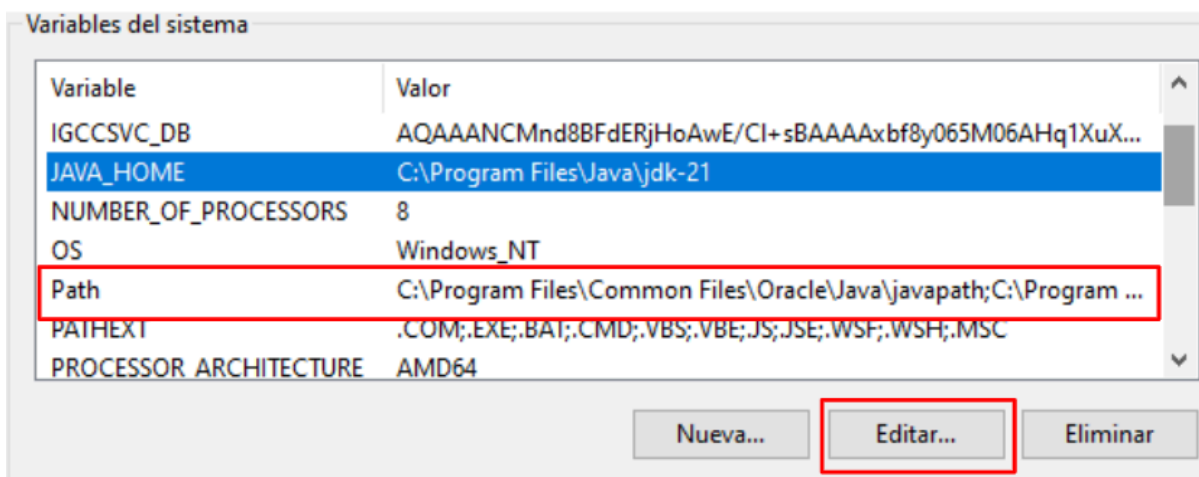 Variables del sistema
Variable Valor
IGCCSVC_DB AQAAANCMnd8BFdERjHoAwE/Cl+sBAAAAxbf8y065M06AHq1XuX...
JAVA_HOME C:\Program Files\Java\jdk-21
NUMBER_OF_PROCESSORS 8
OS Windows_NT
Path C:\Program Files\Common Files\Oracle\Java\javapath;C:\Program ...
PATHEXT .COM;.EXE;.BAT;.CMD;.VBS;.VBE;.JS;.JSE;.WSF;.WSH;.MSC
PROCESSOR_ARCHITECTURE AMD64
Nueva... Editar... Eliminar